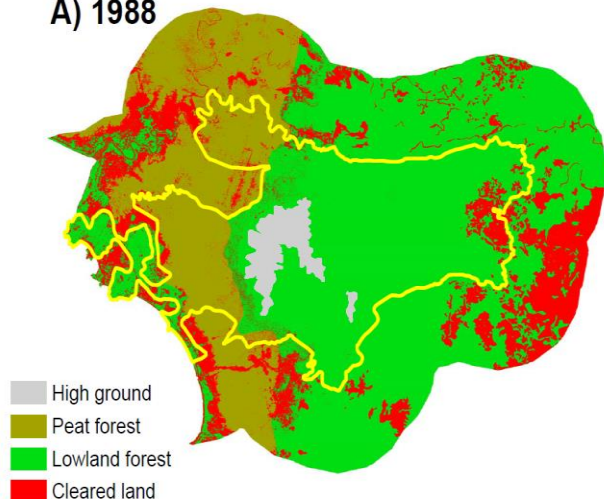 A) 1988
High ground
Peat forest
Lowland forest
Cleared land